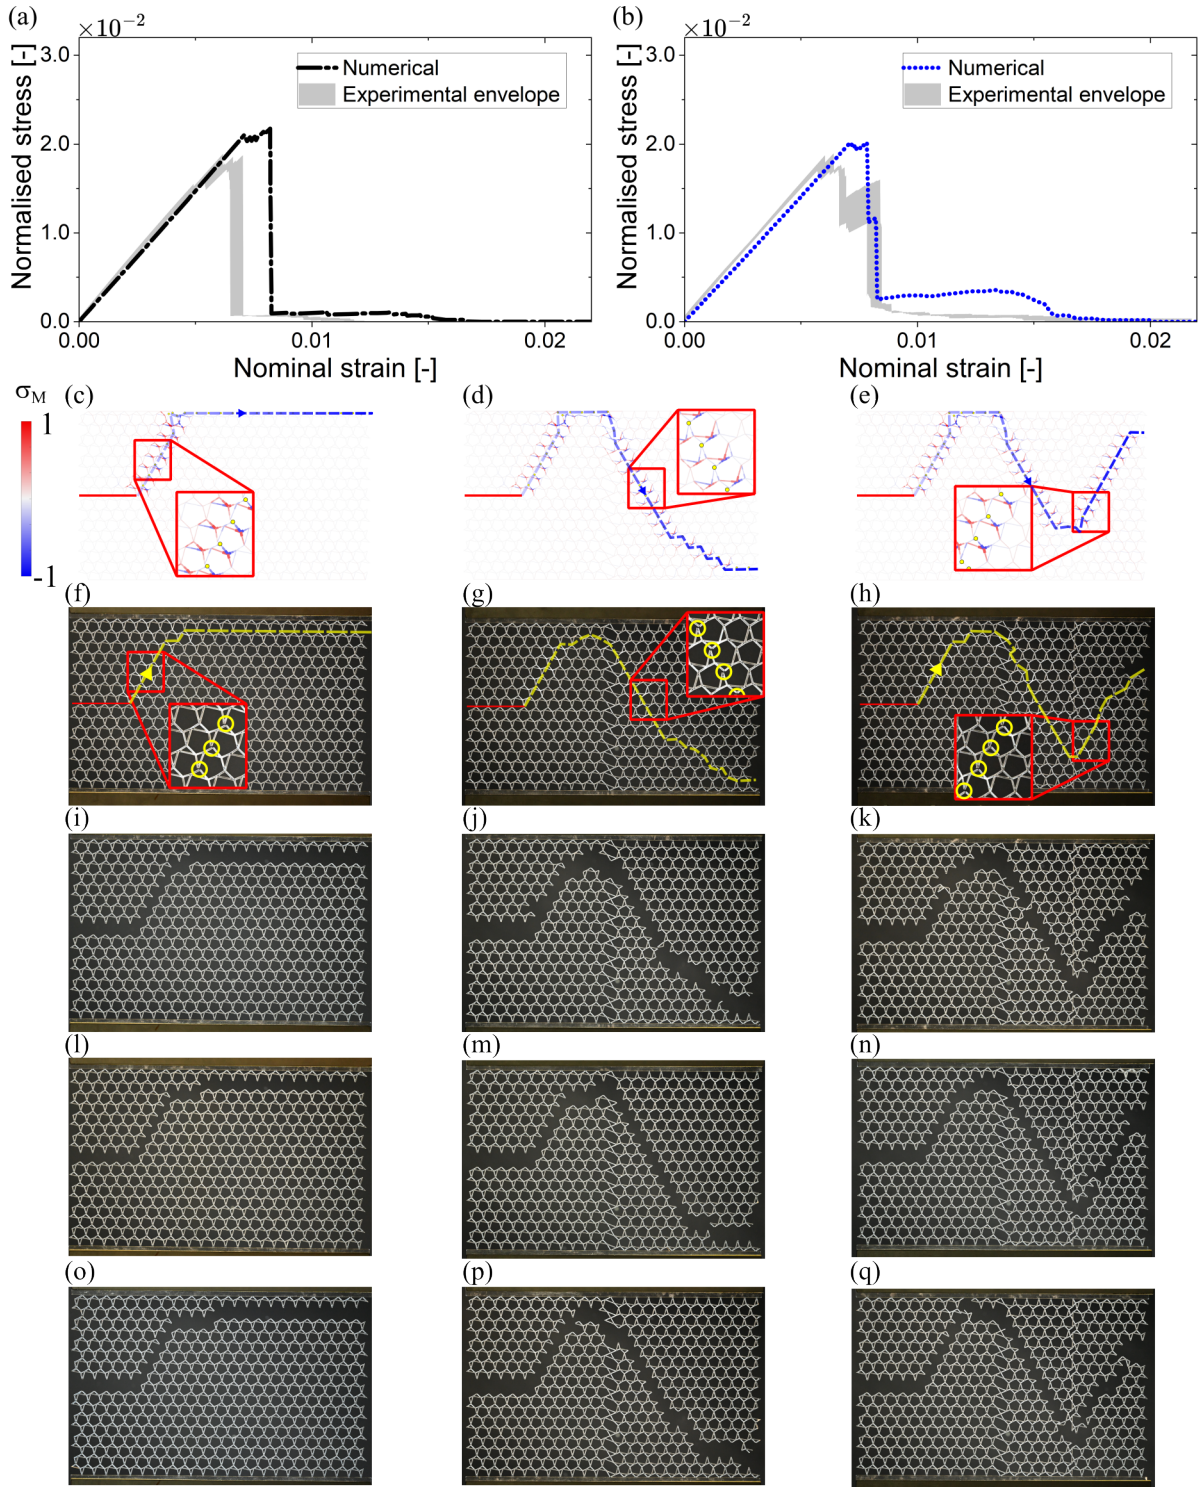 (a)
×10⁻²
3.0
2.0
1.0
0.0
Normalised stress [-]
Numerical
Experimental envelope
0.00
0.01
0.02
Nominal strain [-]
(b)
×10⁻²
3.0
2.0
1.0
0.0
Normalised stress [-]
Numerical
Experimental envelope
0.00
0.01
0.02
Nominal strain [-]
σM
1
-1
(c)
(d)
(e)
(f)
(g)
(h)
(i)
(j)
(k)
(l)
(m)
(n)
(o)
(p)
(q)